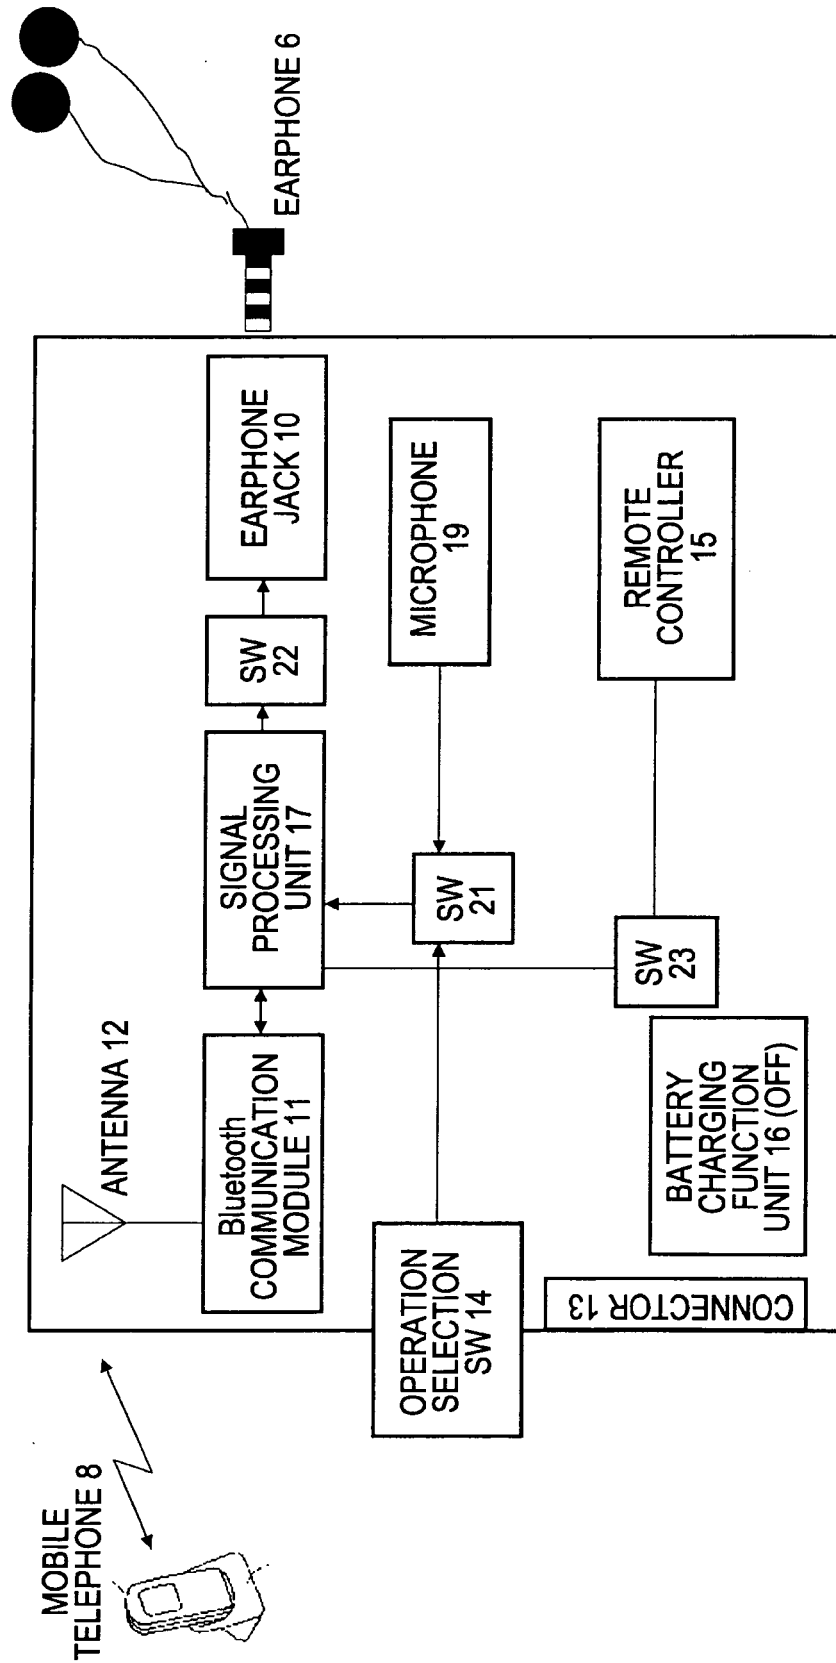 MOBILE
TELEPHONE 8
ANTENNA 12
EARPHONE 6
Bluetooth
COMMUNICATION
MODULE 11
SIGNAL
PROCESSING
UNIT 17
SW
22
EARPHONE
JACK 10
OPERATION
SELECTION
SW 14
SW
21
MICROPHONE
19
CONNECTOR 13
BATTERY
CHARGING
FUNCTION
UNIT 16 (OFF)
SW
23
REMOTE
CONTROLLER
15